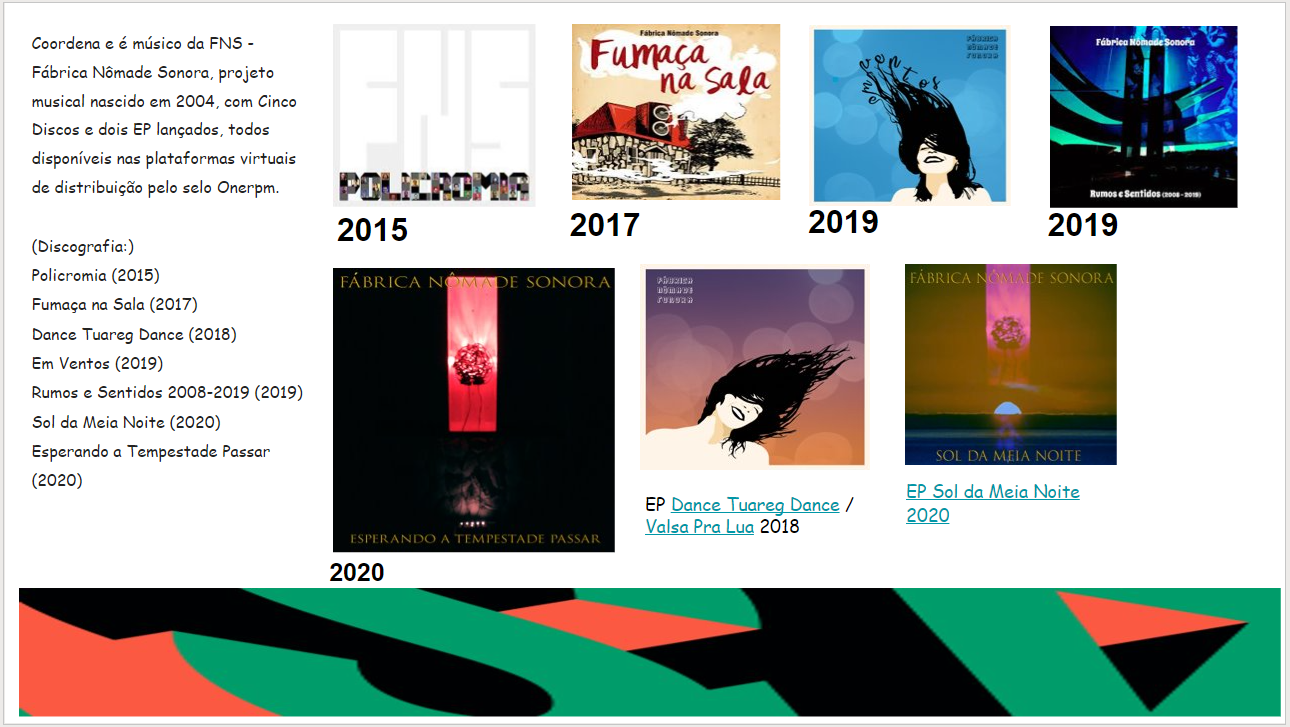 Coordena e é músico da FNS -
Fábrica Nômade Sonora, projeto
musical nascido em 2004, com Cinco
Discos e dois EP lançados, todos
disponíveis nas plataformas virtuais
de distribuição pelo selo Onerpm.
(Discografia:)
Policromia (2015)
Fumaça na Sala (2017)
Dance Tuareg Dance (2018)
Em Ventos (2019)
Rumos e Sentidos 2008-2019 (2019)
Sol da Meia Noite (2020)
Esperando a Tempestade Passar
(2020)
FNS
POLICROMIA
2015
Fábrica Nômade Sonora
Fumaça
na Sala
2017
FÁBRICA
NÔMADE
SONORA
em ventos
2019
Fábrica Nômade Sonora
Rumos e Sentidos (2008 - 2019)
2019
FÁBRICA NÔMADE SONORA
ESPERANDO A TEMPESTADE PASSAR
2020
FÁBRICA
NÔMADE
SONORA
EP Dance Tuareg Dance /
Valsa Pra Lua 2018
FÁBRICA NÔMADE SONORA
SOL DA MEIA NOITE
EP Sol da Meia Noite
2020